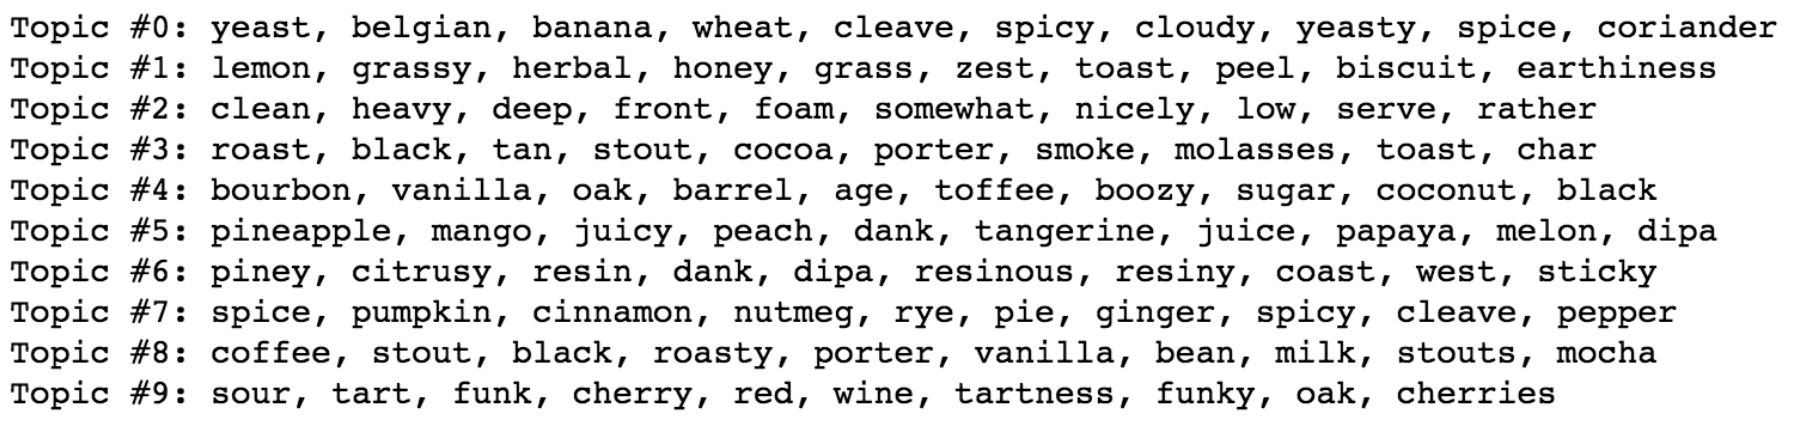 Topic #0: yeast, belgian, banana, wheat, cleave, spicy, cloudy, yeasty, spice, coriander
Topic #1: lemon, grassy, herbal, honey, grass, zest, toast, peel, biscuit, earthiness
Topic #2: clean, heavy, deep, front, foam, somewhat, nicely, low, serve, rather
Topic #3: roast, black, tan, stout, cocoa, porter, smoke, molasses, toast, char
Topic #4: bourbon, vanilla, oak, barrel, age, toffee, boozy, sugar, coconut, black
Topic #5: pineapple, mango, juicy, peach, dank, tangerine, juice, papaya, melon, dipa
Topic #6: piney, citrusy, resin, dank, dipa, resinous, resiny, coast, west, sticky
Topic #7: spice, pumpkin, cinnamon, nutmeg, rye, pie, ginger, spicy, cleave, pepper
Topic #8: coffee, stout, black, roasty, porter, vanilla, bean, milk, stouts, mocha
Topic #9: sour, tart, funk, cherry, red, wine, tartness, funky, oak, cherries